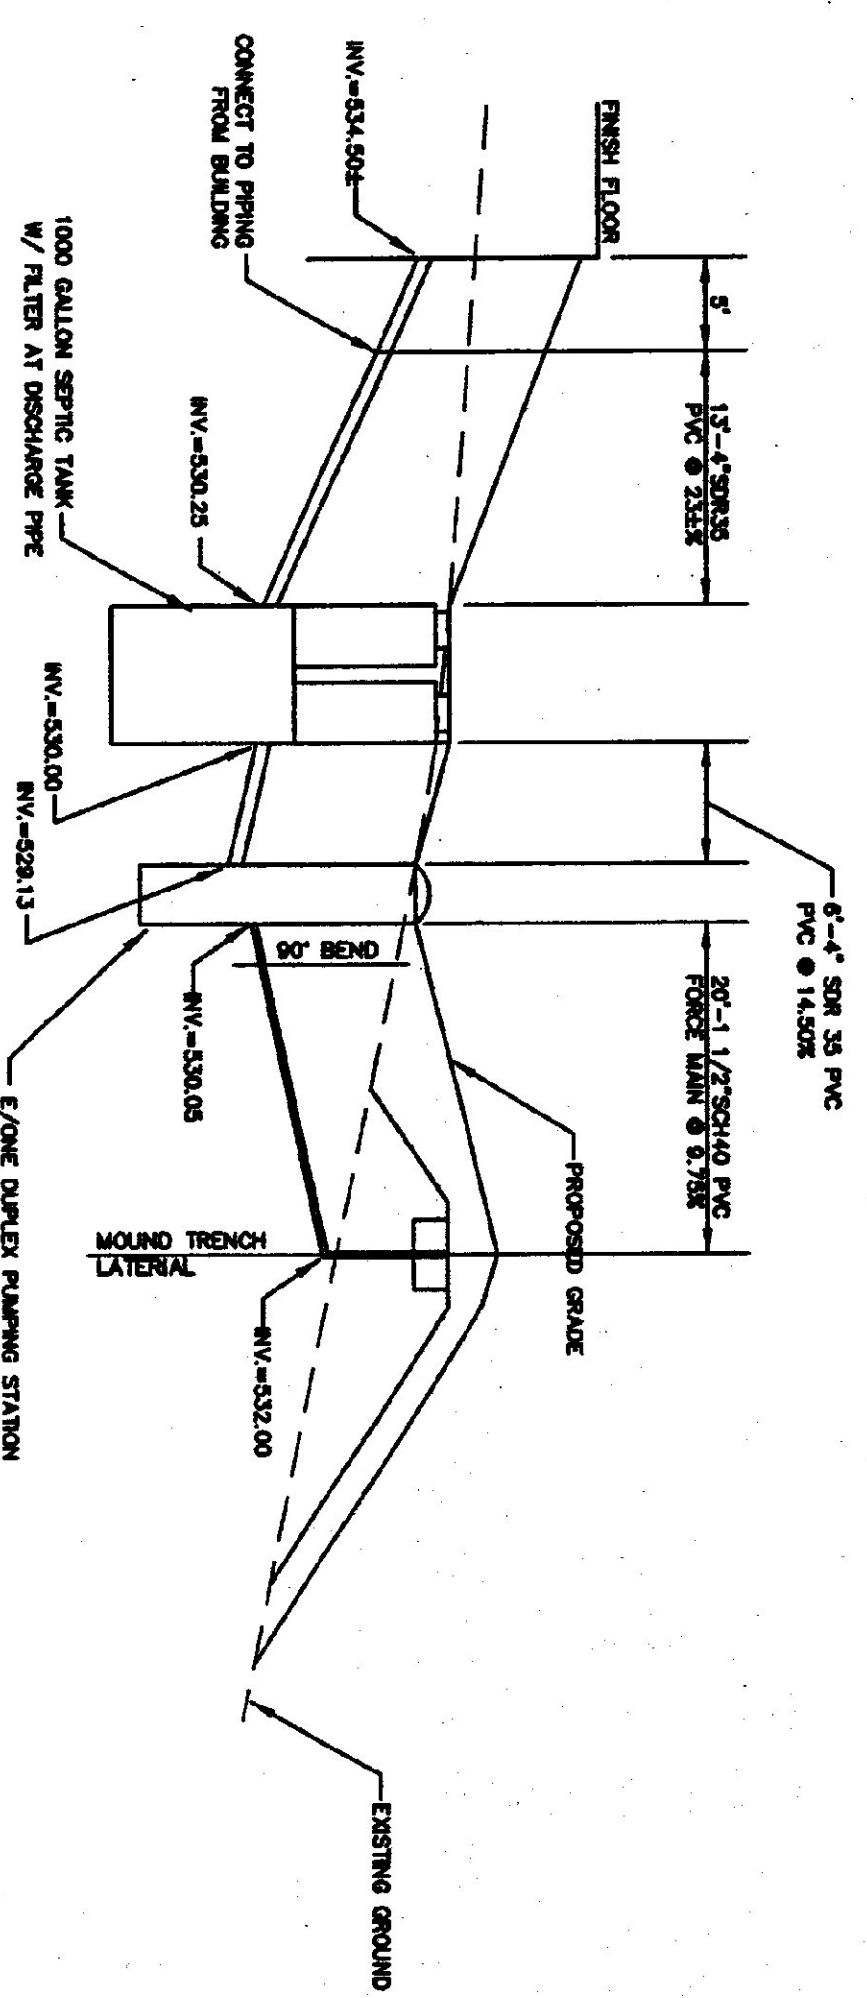 FINISH FLOOR
INV.=534.50±
CONNECT TO PIPING
FROM BUILDING
5'
13'-4"SDR35
PVC @ 23±%
INV.=530.25
1000 GALLON SEPTIC TANK
W/ FILTER AT DISCHARGE PIPE
6'-4" SDR 35 PVC
PVC @ 14.50%
INV.=530.00
INV.=529.13
90° BEND
20'-1 1/2"SCH40 PVC
FORCE MAIN @ 9.75%
INV.=530.05
E/ONE DUPLEX PUMPING STATION
PROPOSED GRADE
MOUND TRENCH
LATERIAL
INV.=532.00
EXISTING GROUND